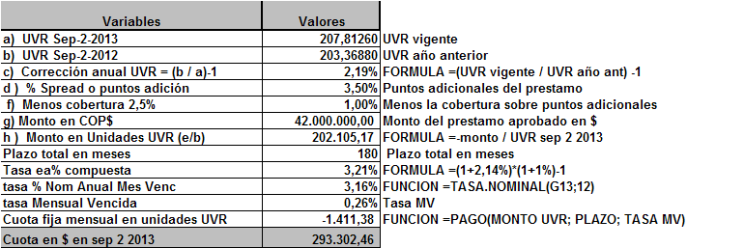 Variables Valores
a) UVR Sep-2-2013 207,81260 UVR vigente
b) UVR Sep-2-2012 203,36880 UVR año anterior
c) Corrección anual UVR = (b / a)-1 2,19% FORMULA =(UVR vigente / UVR año ant) -1
d ) % Spread o puntos adición 3,50% Puntos adicionales del prestamo
f) Menos cobertura 2,5% 1,00% Menos la cobertura sobre puntos adicionales
g) Monto en COP$ 42.000.000,00 Monto del prestamo aprobado en $
h ) Monto en Unidades UVR (e/b) 202.105,17 FORMULA =-monto / UVR sep 2 2013
Plazo total en meses 180 Plazo total en meses
Tasa ea% compuesta 3,21% FORMULA =(1+2,14%)*(1+1%)-1
tasa % Nom Anual Mes Venc 3,16% FUNCION =TASA.NOMINAL(G13;12)
tasa Mensual Vencida 0,26% Tasa MV
Cuota fija mensual en unidades UVR -1.411,38 FUNCION =PAGO(MONTO UVR; PLAZO; TASA MV)
Cuota en $ en sep 2 2013 293.302,46